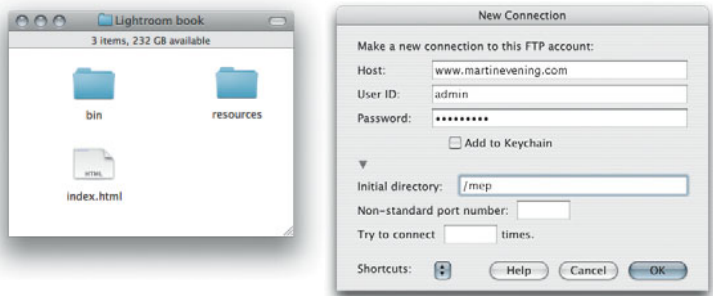 Lightroom book
3 items, 232 GB available
bin
resources
HTML
index.html
New Connection
Make a new connection to this FTP account:
Host: www.martinevening.com
User ID: admin
Password: •••••••••
Add to Keychain
Initial directory: /mep
Non-standard port number:
Try to connect times.
Shortcuts: Help Cancel OK